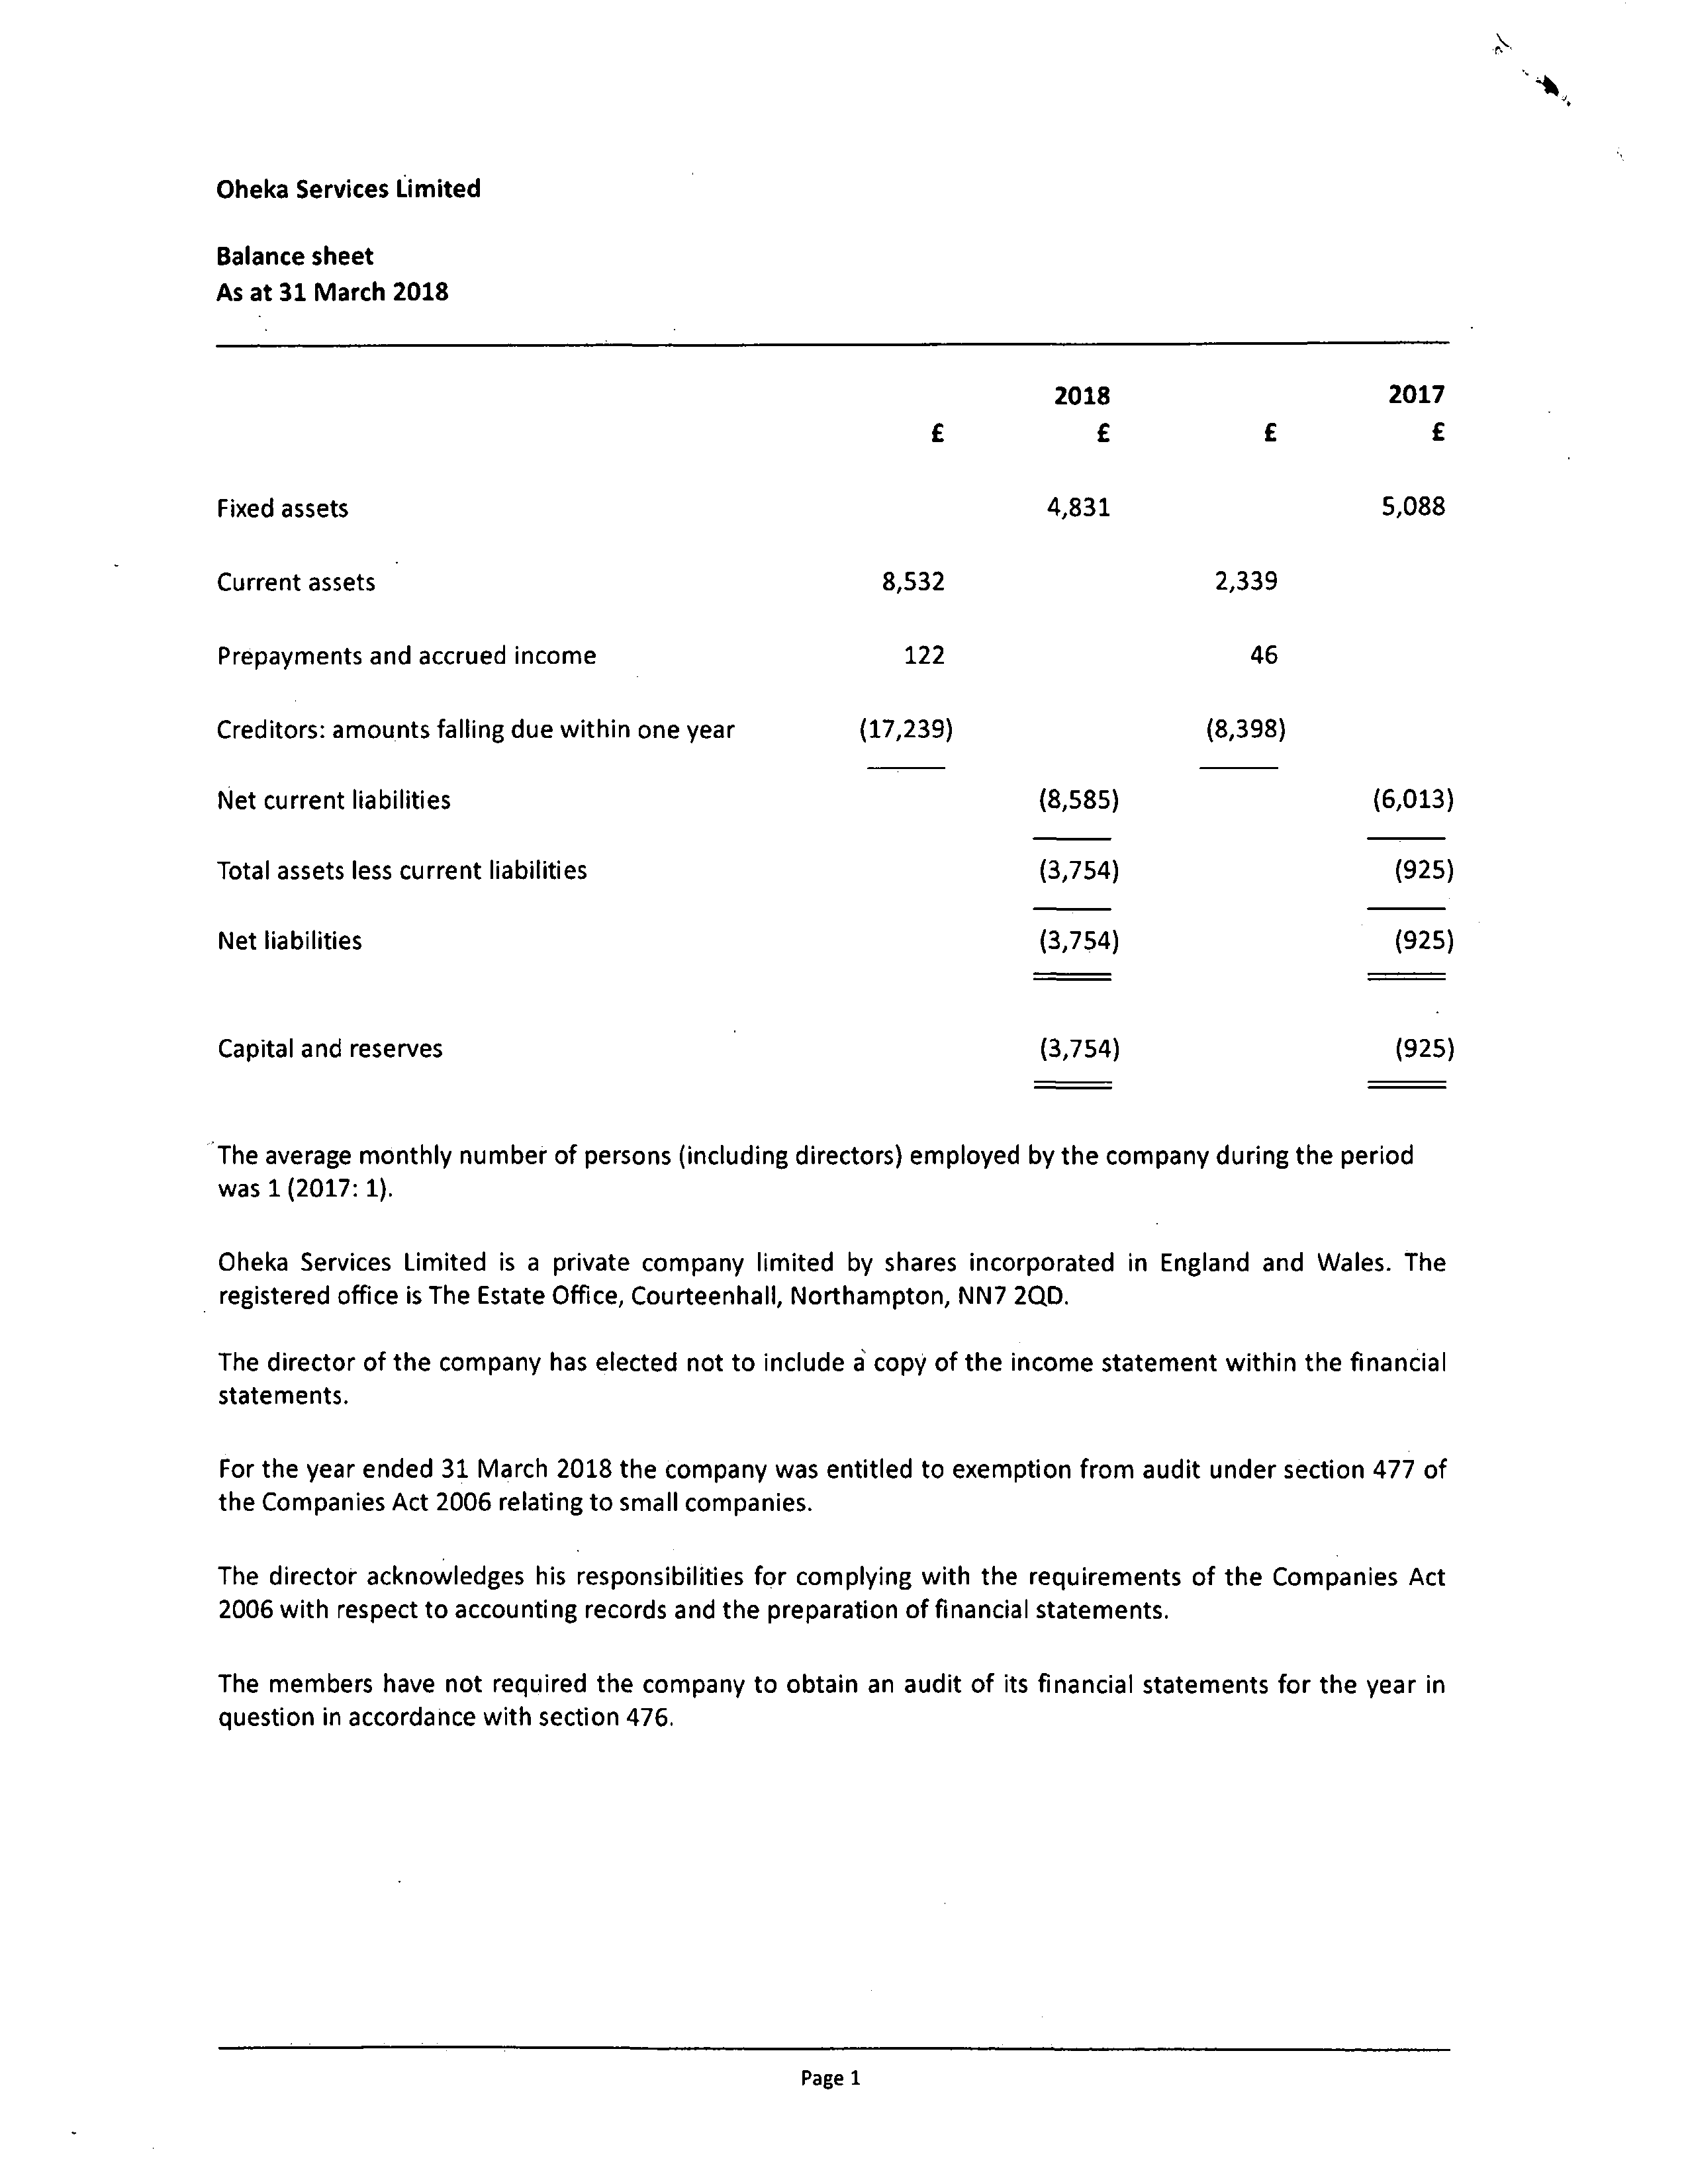 Oheka Services Limited
Balance sheet
As at 31 March 2018
2018 2017
£ £ £ £
Fixed assets 4,831 5,088
Current assets 8,532 2,339
Prepayments and accrued income 122 46
Creditors: amounts falling due within one year (17,239) (8,398)
Net current liabilities (8,585) (6,013)
Total assets less current liabilities (3,754) (925)
Net liabilities (3,754) (925)
Capital and reserves (3,754) (925)
The average monthly number of persons (including directors) employed by the company during the period
was 1 (2017: 1).
Oheka Services Limited is a private company limited by shares incorporated in England and Wales. The
registered office is The Estate Office, Courteenhall, Northampton, NN7 2QD.
The director of the company has elected not to include a copy of the income statement within the financial
statements.
For the year ended 31 March 2018 the company was entitled to exemption from audit under section 477 of
the Companies Act 2006 relating to small companies.
The director acknowledges his responsibilities for complying with the requirements of the Companies Act
2006 with respect to accounting records and the preparation of financial statements.
The members have not required the company to obtain an audit of its financial statements for the year in
question in accordance with section 476.
Page 1